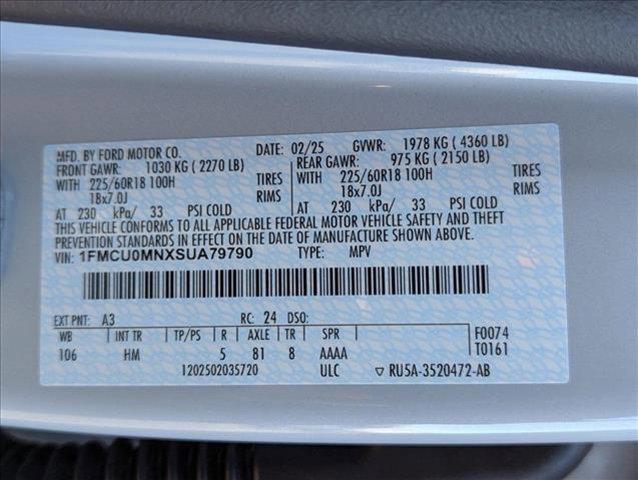 MFD. BY FORD MOTOR CO. DATE: 02/25 GVWR: 1978 KG ( 4360 LB)
FRONT GAWR: 1030 KG ( 2270 LB) REAR GAWR: 975 KG ( 2150 LB)
WITH 225/60R18 100H TIRES WITH 225/60R18 100H TIRES
18x7.0J RIMS 18x7.0J RIMS
AT 230 kPa/ 33 PSI COLD AT 230 kPa/ 33 PSI COLD
THIS VEHICLE CONFORMS TO ALL APPLICABLE FEDERAL MOTOR VEHICLE SAFETY AND THEFT
PREVENTION STANDARDS IN EFFECT ON THE DATE OF MANUFACTURE SHOWN ABOVE.
VIN: 1FMCU0MNXSUA79790 TYPE: MPV
EXT PNT: A3 RC: 24 DSO: F0074
WB INT TR TP/PS R AXLE TR SPR T0161
106 HM 5 81 8 AAAA
1202502035720 ULC ▽ RU5A-3520472-AB